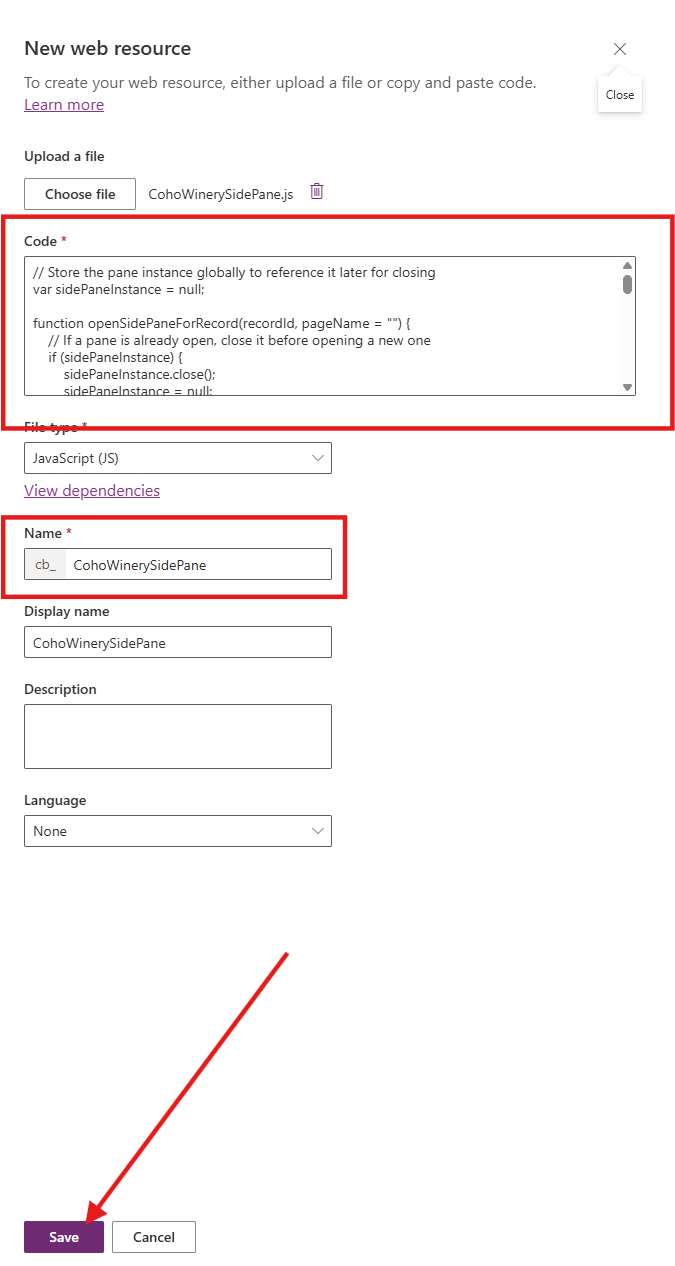 New web resource
To create your web resource, either upload a file or copy and paste code.
Learn more
Close
Upload a file
Choose file CohoWinerySidePane.js
Code *
// Store the pane instance globally to reference it later for closing
var sidePaneInstance = null;
function openSidePaneForRecord(recordId, pageName = "") {
// If a pane is already open, close it before opening a new one
if (sidePaneInstance) {
sidePaneInstance.close();
sidePaneInstance = null;
File type *
JavaScript (JS)
View dependencies
Name *
cb_ CohoWinerySidePane
Display name
CohoWinerySidePane
Description
Language
None
Save Cancel